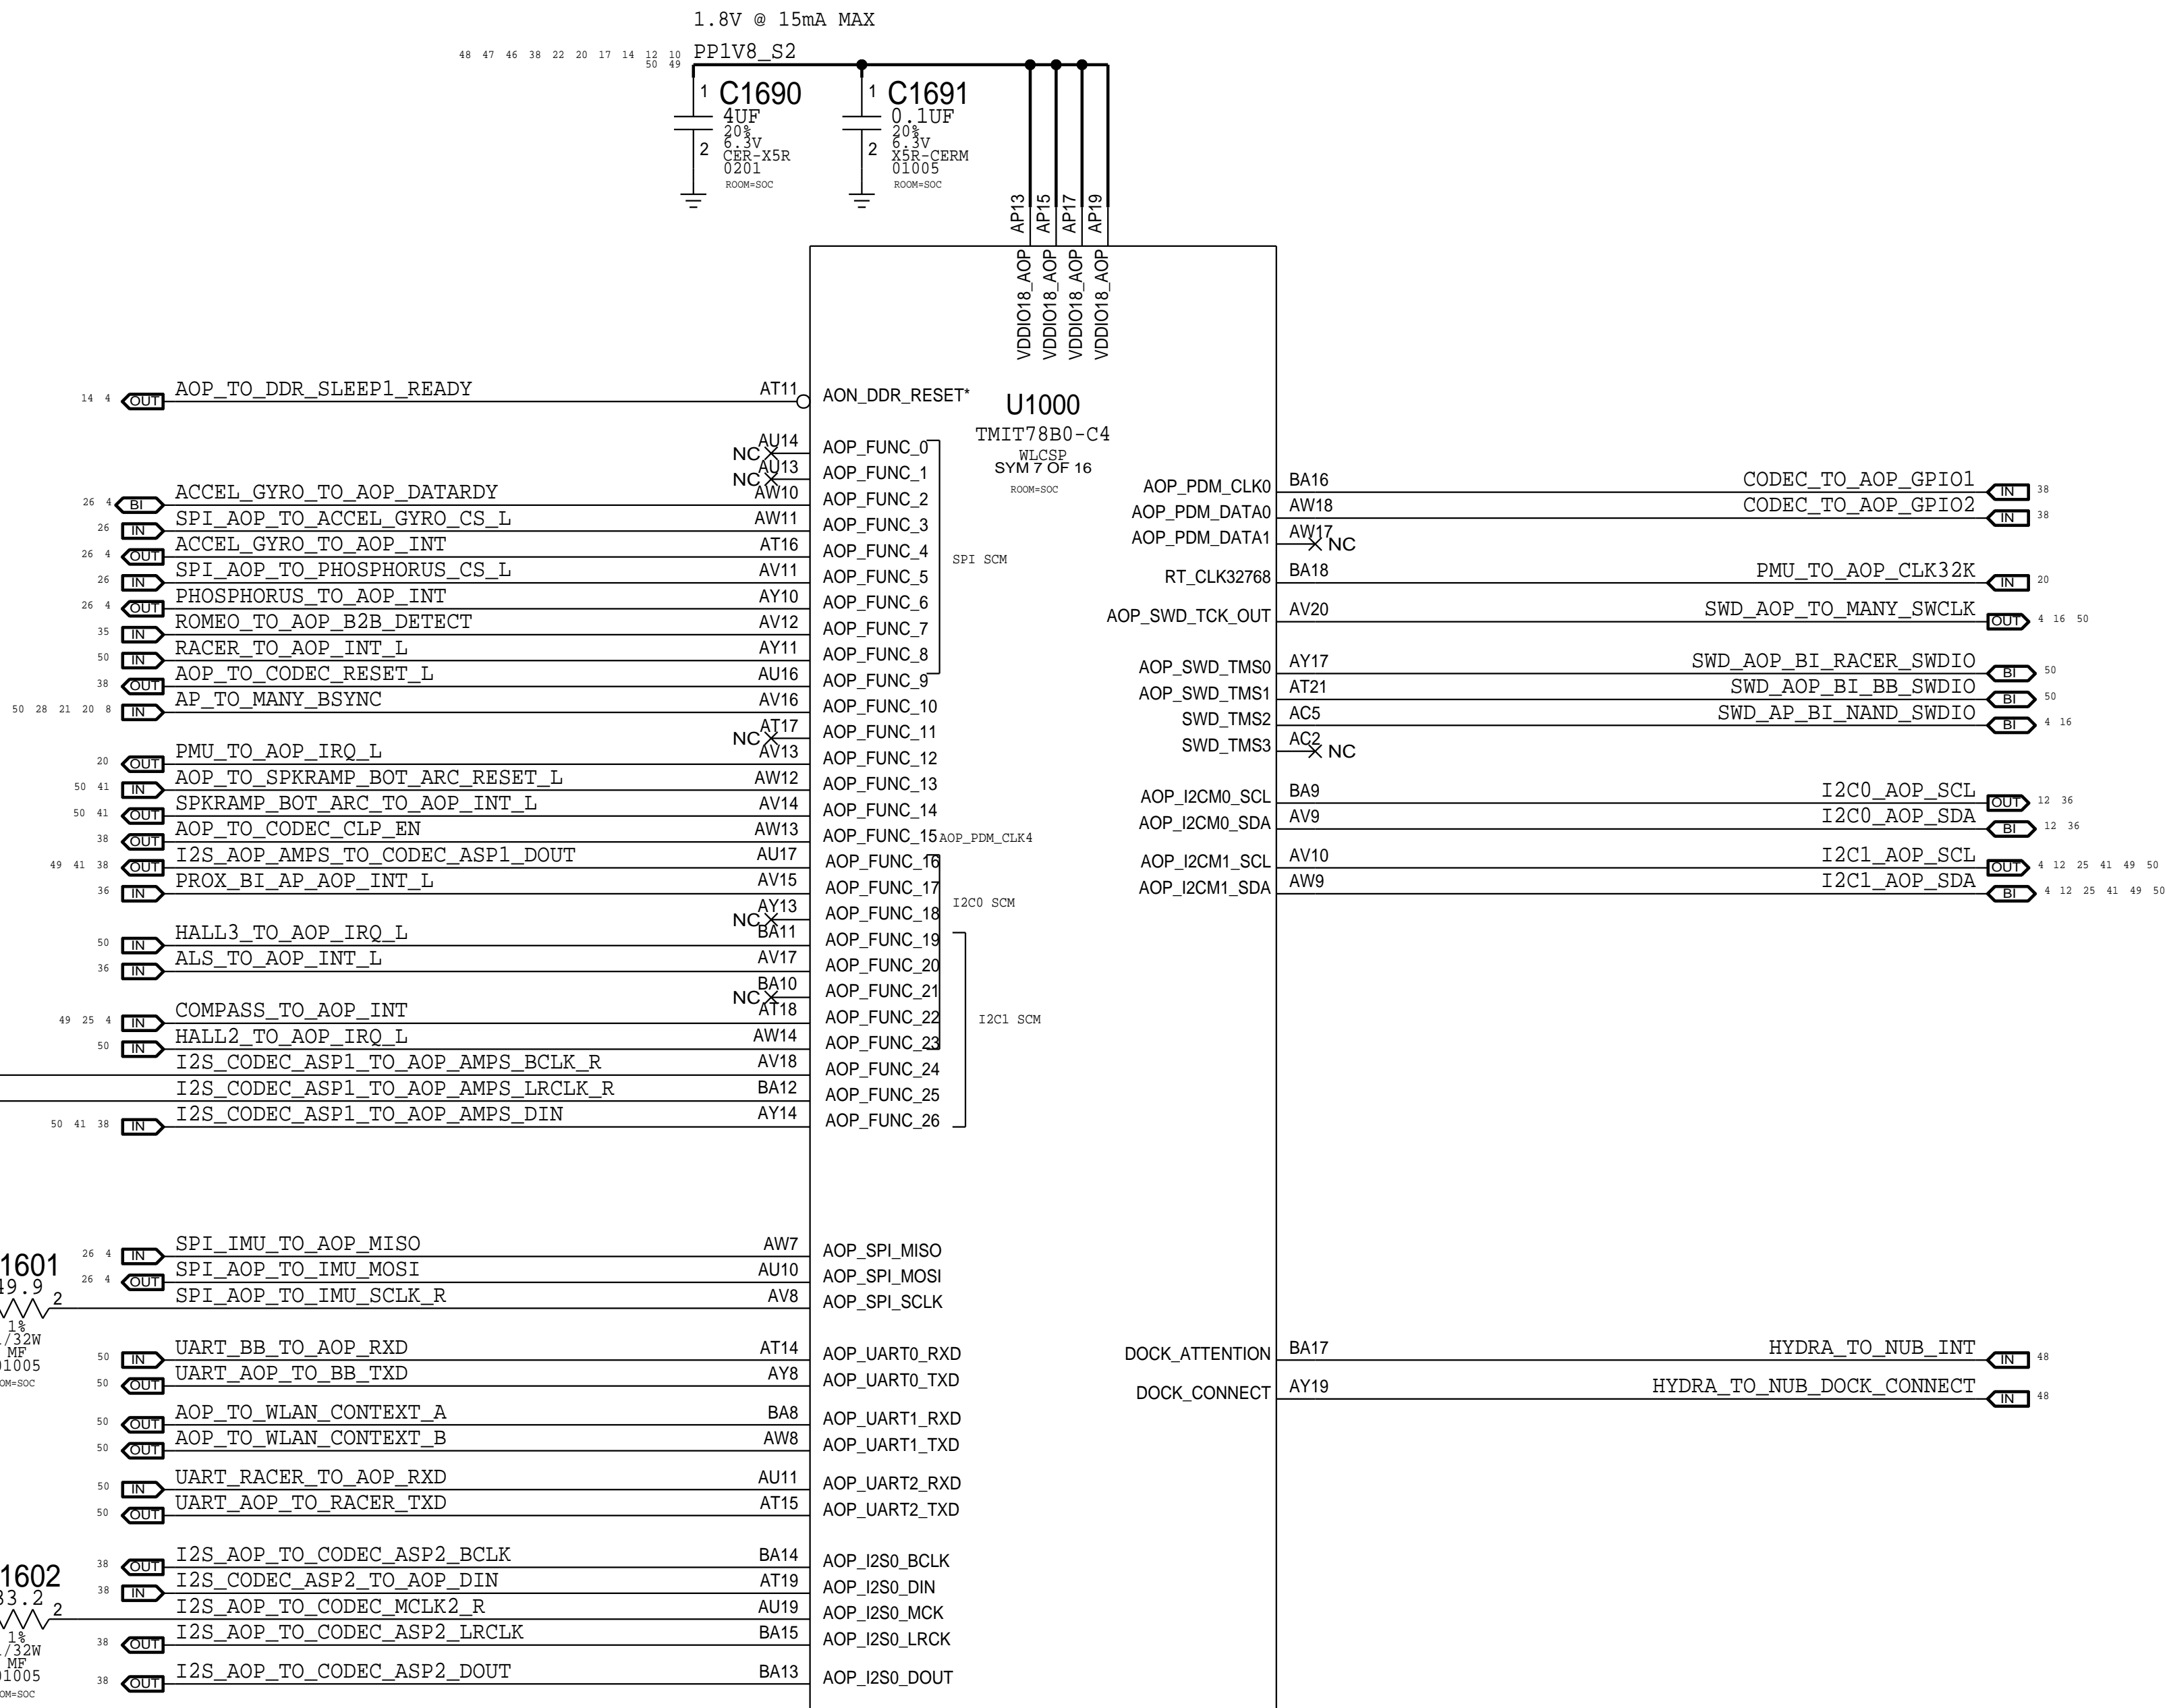 1.8V @ 15mA MAX
48 47 46 38 22 20 17 14 12 10 PP1V8_S2
50 49
1 C1690 1 C1691
4UF 0.1UF
20% 20%
6.3V 6.3V
2 CER-X5R 2 X5R-CERM
0201 01005
ROOM=SOC ROOM=SOC
AP13 AP15 AP17 AP19
VDDIO18_AOP VDDIO18_AOP VDDIO18_AOP VDDIO18_AOP
14 4 OUT AOP_TO_DDR_SLEEP1_READY AT11 AON_DDR_RESET*
U1000
TMIT78B0-C4
WLCSP
SYM 7 OF 16
ROOM=SOC
NC AU14 AOP_FUNC_0
NC AU13 AOP_FUNC_1
26 4 BI ACCEL_GYRO_TO_AOP_DATARDY AW10 AOP_FUNC_2
26 IN SPI_AOP_TO_ACCEL_GYRO_CS_L AW11 AOP_FUNC_3
26 4 OUT ACCEL_GYRO_TO_AOP_INT AT16 AOP_FUNC_4
SPI SCM
26 IN SPI_AOP_TO_PHOSPHORUS_CS_L AV11 AOP_FUNC_5
26 4 OUT PHOSPHORUS_TO_AOP_INT AY10 AOP_FUNC_6
35 IN ROMEO_TO_AOP_B2B_DETECT AV12 AOP_FUNC_7
50 IN RACER_TO_AOP_INT_L AY11 AOP_FUNC_8
38 OUT AOP_TO_CODEC_RESET_L AU16 AOP_FUNC_9
50 28 21 20 8 IN AP_TO_MANY_BSYNC AV16 AOP_FUNC_10
NC AT17 AOP_FUNC_11
20 OUT PMU_TO_AOP_IRQ_L AV13 AOP_FUNC_12
50 41 IN AOP_TO_SPKRAMP_BOT_ARC_RESET_L AW12 AOP_FUNC_13
50 41 OUT SPKRAMP_BOT_ARC_TO_AOP_INT_L AV14 AOP_FUNC_14
38 OUT AOP_TO_CODEC_CLP_EN AW13 AOP_FUNC_15 AOP_PDM_CLK4
49 41 38 OUT I2S_AOP_AMPS_TO_CODEC_ASP1_DOUT AU17 AOP_FUNC_16
36 IN PROX_BI_AP_AOP_INT_L AV15 AOP_FUNC_17
I2C0 SCM
NC AY13 AOP_FUNC_18
50 IN HALL3_TO_AOP_IRQ_L BA11 AOP_FUNC_19
36 IN ALS_TO_AOP_INT_L AV17 AOP_FUNC_20
NC BA10 AOP_FUNC_21
49 25 4 IN COMPASS_TO_AOP_INT AT18 AOP_FUNC_22
I2C1 SCM
50 IN HALL2_TO_AOP_IRQ_L AW14 AOP_FUNC_23
I2S_CODEC_ASP1_TO_AOP_AMPS_BCLK_R AV18 AOP_FUNC_24
I2S_CODEC_ASP1_TO_AOP_AMPS_LRCLK_R BA12 AOP_FUNC_25
50 41 38 IN I2S_CODEC_ASP1_TO_AOP_AMPS_DIN AY14 AOP_FUNC_26
AOP_PDM_CLK0 BA16 CODEC_TO_AOP_GPIO1 IN 38
AOP_PDM_DATA0 AW18 CODEC_TO_AOP_GPIO2 IN 38
AOP_PDM_DATA1 AW17 NC
RT_CLK32768 BA18 PMU_TO_AOP_CLK32K IN 20
AOP_SWD_TCK_OUT AV20 SWD_AOP_TO_MANY_SWCLK OUT 4 16 50
AOP_SWD_TMS0 AY17 SWD_AOP_BI_RACER_SWDIO BI 50
AOP_SWD_TMS1 AT21 SWD_AOP_BI_BB_SWDIO BI 50
SWD_TMS2 AC5 SWD_AP_BI_NAND_SWDIO BI 4 16
SWD_TMS3 AC2 NC
AOP_I2CM0_SCL BA9 I2C0_AOP_SCL OUT 12 36
AOP_I2CM0_SDA AV9 I2C0_AOP_SDA BI 12 36
AOP_I2CM1_SCL AV10 I2C1_AOP_SCL OUT 4 12 25 41 49 50
AOP_I2CM1_SDA AW9 I2C1_AOP_SDA BI 4 12 25 41 49 50
26 4 IN SPI_IMU_TO_AOP_MISO AW7 AOP_SPI_MISO
26 4 OUT SPI_AOP_TO_IMU_MOSI AU10 AOP_SPI_MOSI
SPI_AOP_TO_IMU_SCLK_R AV8 AOP_SPI_SCLK
1601
49.9
2
1%
/32W
MF
01005
OM=SOC
50 IN UART_BB_TO_AOP_RXD AT14 AOP_UART0_RXD
50 OUT UART_AOP_TO_BB_TXD AY8 AOP_UART0_TXD
50 OUT AOP_TO_WLAN_CONTEXT_A BA8 AOP_UART1_RXD
50 OUT AOP_TO_WLAN_CONTEXT_B AW8 AOP_UART1_TXD
50 IN UART_RACER_TO_AOP_RXD AU11 AOP_UART2_RXD
50 OUT UART_AOP_TO_RACER_TXD AT15 AOP_UART2_TXD
DOCK_ATTENTION BA17 HYDRA_TO_NUB_INT IN 48
DOCK_CONNECT AY19 HYDRA_TO_NUB_DOCK_CONNECT IN 48
38 OUT I2S_AOP_TO_CODEC_ASP2_BCLK BA14 AOP_I2S0_BCLK
38 IN I2S_CODEC_ASP2_TO_AOP_DIN AT19 AOP_I2S0_DIN
I2S_AOP_TO_CODEC_MCLK2_R AU19 AOP_I2S0_MCK
38 OUT I2S_AOP_TO_CODEC_ASP2_LRCLK BA15 AOP_I2S0_LRCK
38 OUT I2S_AOP_TO_CODEC_ASP2_DOUT BA13 AOP_I2S0_DOUT
1602
33.2
2
1%
/32W
MF
01005
OM=SOC